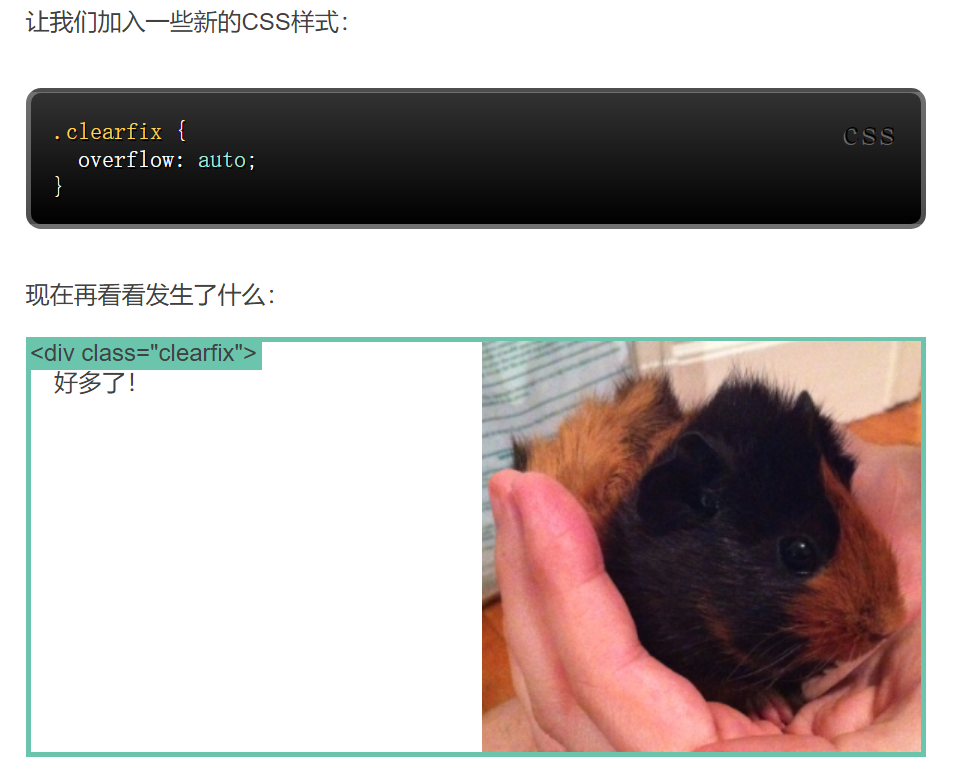 让我们加入一些新的CSS样式：
.clearfix {
css
overflow: auto;
}
现在再看看发生了什么：
<div class="clearfix">
好多了！